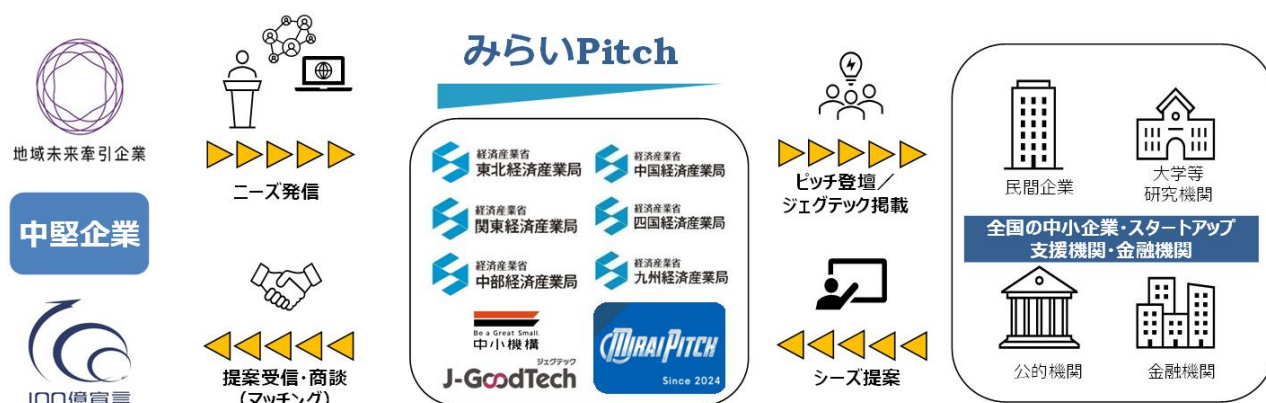 みらいPitch
地域未来牽引企業
中堅企業
100億宣言
ニーズ発信
提案受信・商談
(マッチング)
経済産業省
東北経済産業局
経済産業省
中国経済産業局
経済産業省
関東経済産業局
経済産業省
四国経済産業局
経済産業省
中部経済産業局
経済産業省
九州経済産業局
Be a Great Small.
中小機構
ジェグテック
J-GoodTech
MIRAI PITCH
Since 2024
ピッチ登壇／
ジェグテック掲載
シーズ提案
民間企業
大学等
研究機関
全国の中小企業・スタートアップ
支援機関・金融機関
公的機関
金融機関